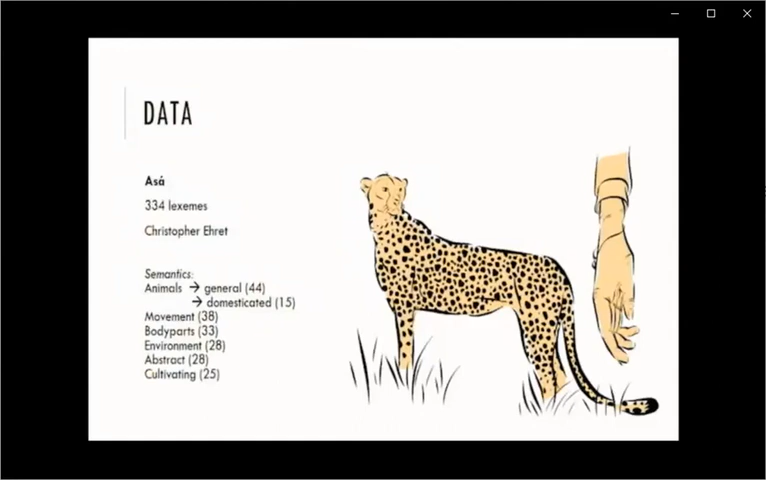 DATA
Asá
334 lexemes
Christopher Ehret
Semantics:
Animals → general (44)
→ domesticated (15)
Movement (38)
Bodyparts (33)
Environment (28)
Abstract (28)
Cultivating (25)